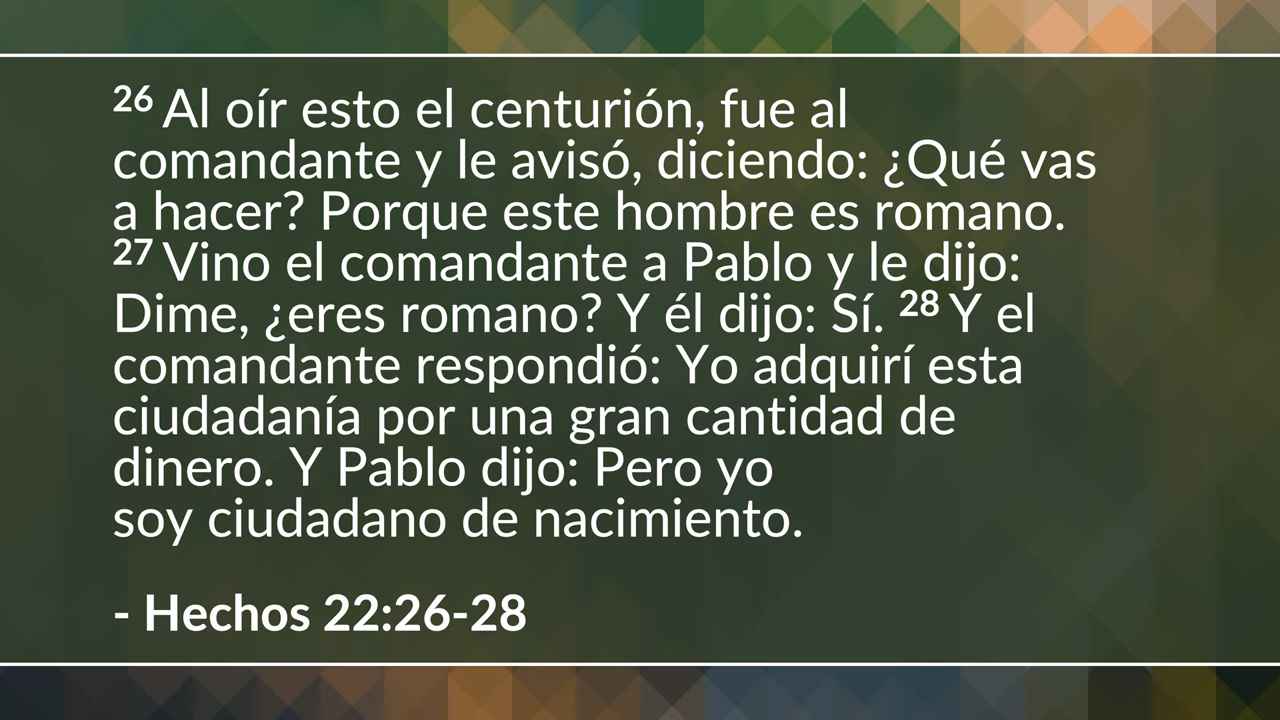 26 Al oír esto el centurión, fue al
comandante y le avisó, diciendo: ¿Qué vas
a hacer? Porque este hombre es romano.
27 Vino el comandante a Pablo y le dijo:
Dime, ¿eres romano? Y él dijo: Sí. 28 Y el
comandante respondió: Yo adquirí esta
ciudadanía por una gran cantidad de
dinero. Y Pablo dijo: Pero yo
soy ciudadano de nacimiento.
- Hechos 22:26-28